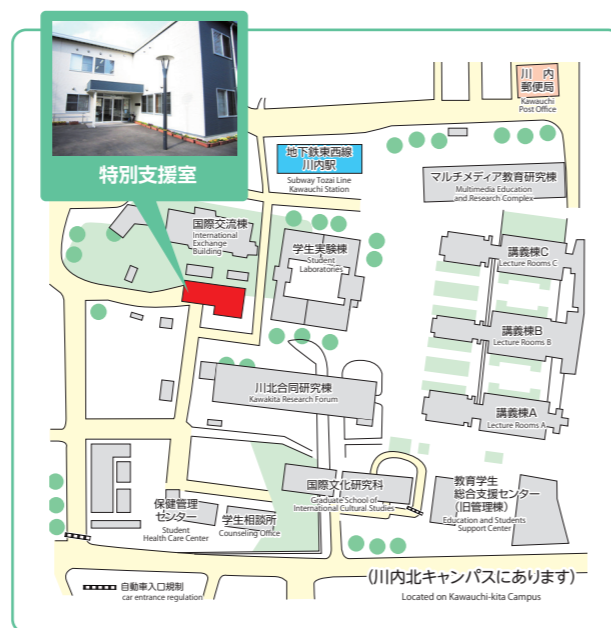 特別支援室
川内
郵便局
Kawauchi
Post Office
地下鉄東西線
川内駅
Subway Tozai Line
Kawauchi Station
マルチメディア教育研究棟
Multimedia Education
and Research Complex
国際交流棟
International
Exchange
Building
学生実験棟
Student
Laboratories
講義棟C
Lecture Rooms C
講義棟B
Lecture Rooms B
川北合同研究棟
Kawakita Research Forum
講義棟A
Lecture Rooms A
国際文化研究科
Graduate School of
International Cultural Studies
教育学生
総合支援センター
(旧管理棟)
Education and Students
Support Center
保健管理
センター
Student
Health Care Center
学生相談所
Counseling Office
自動車入口規制
car entrance regulation
(川内北キャンパスにあります)
Located on Kawauchi-kita Campus